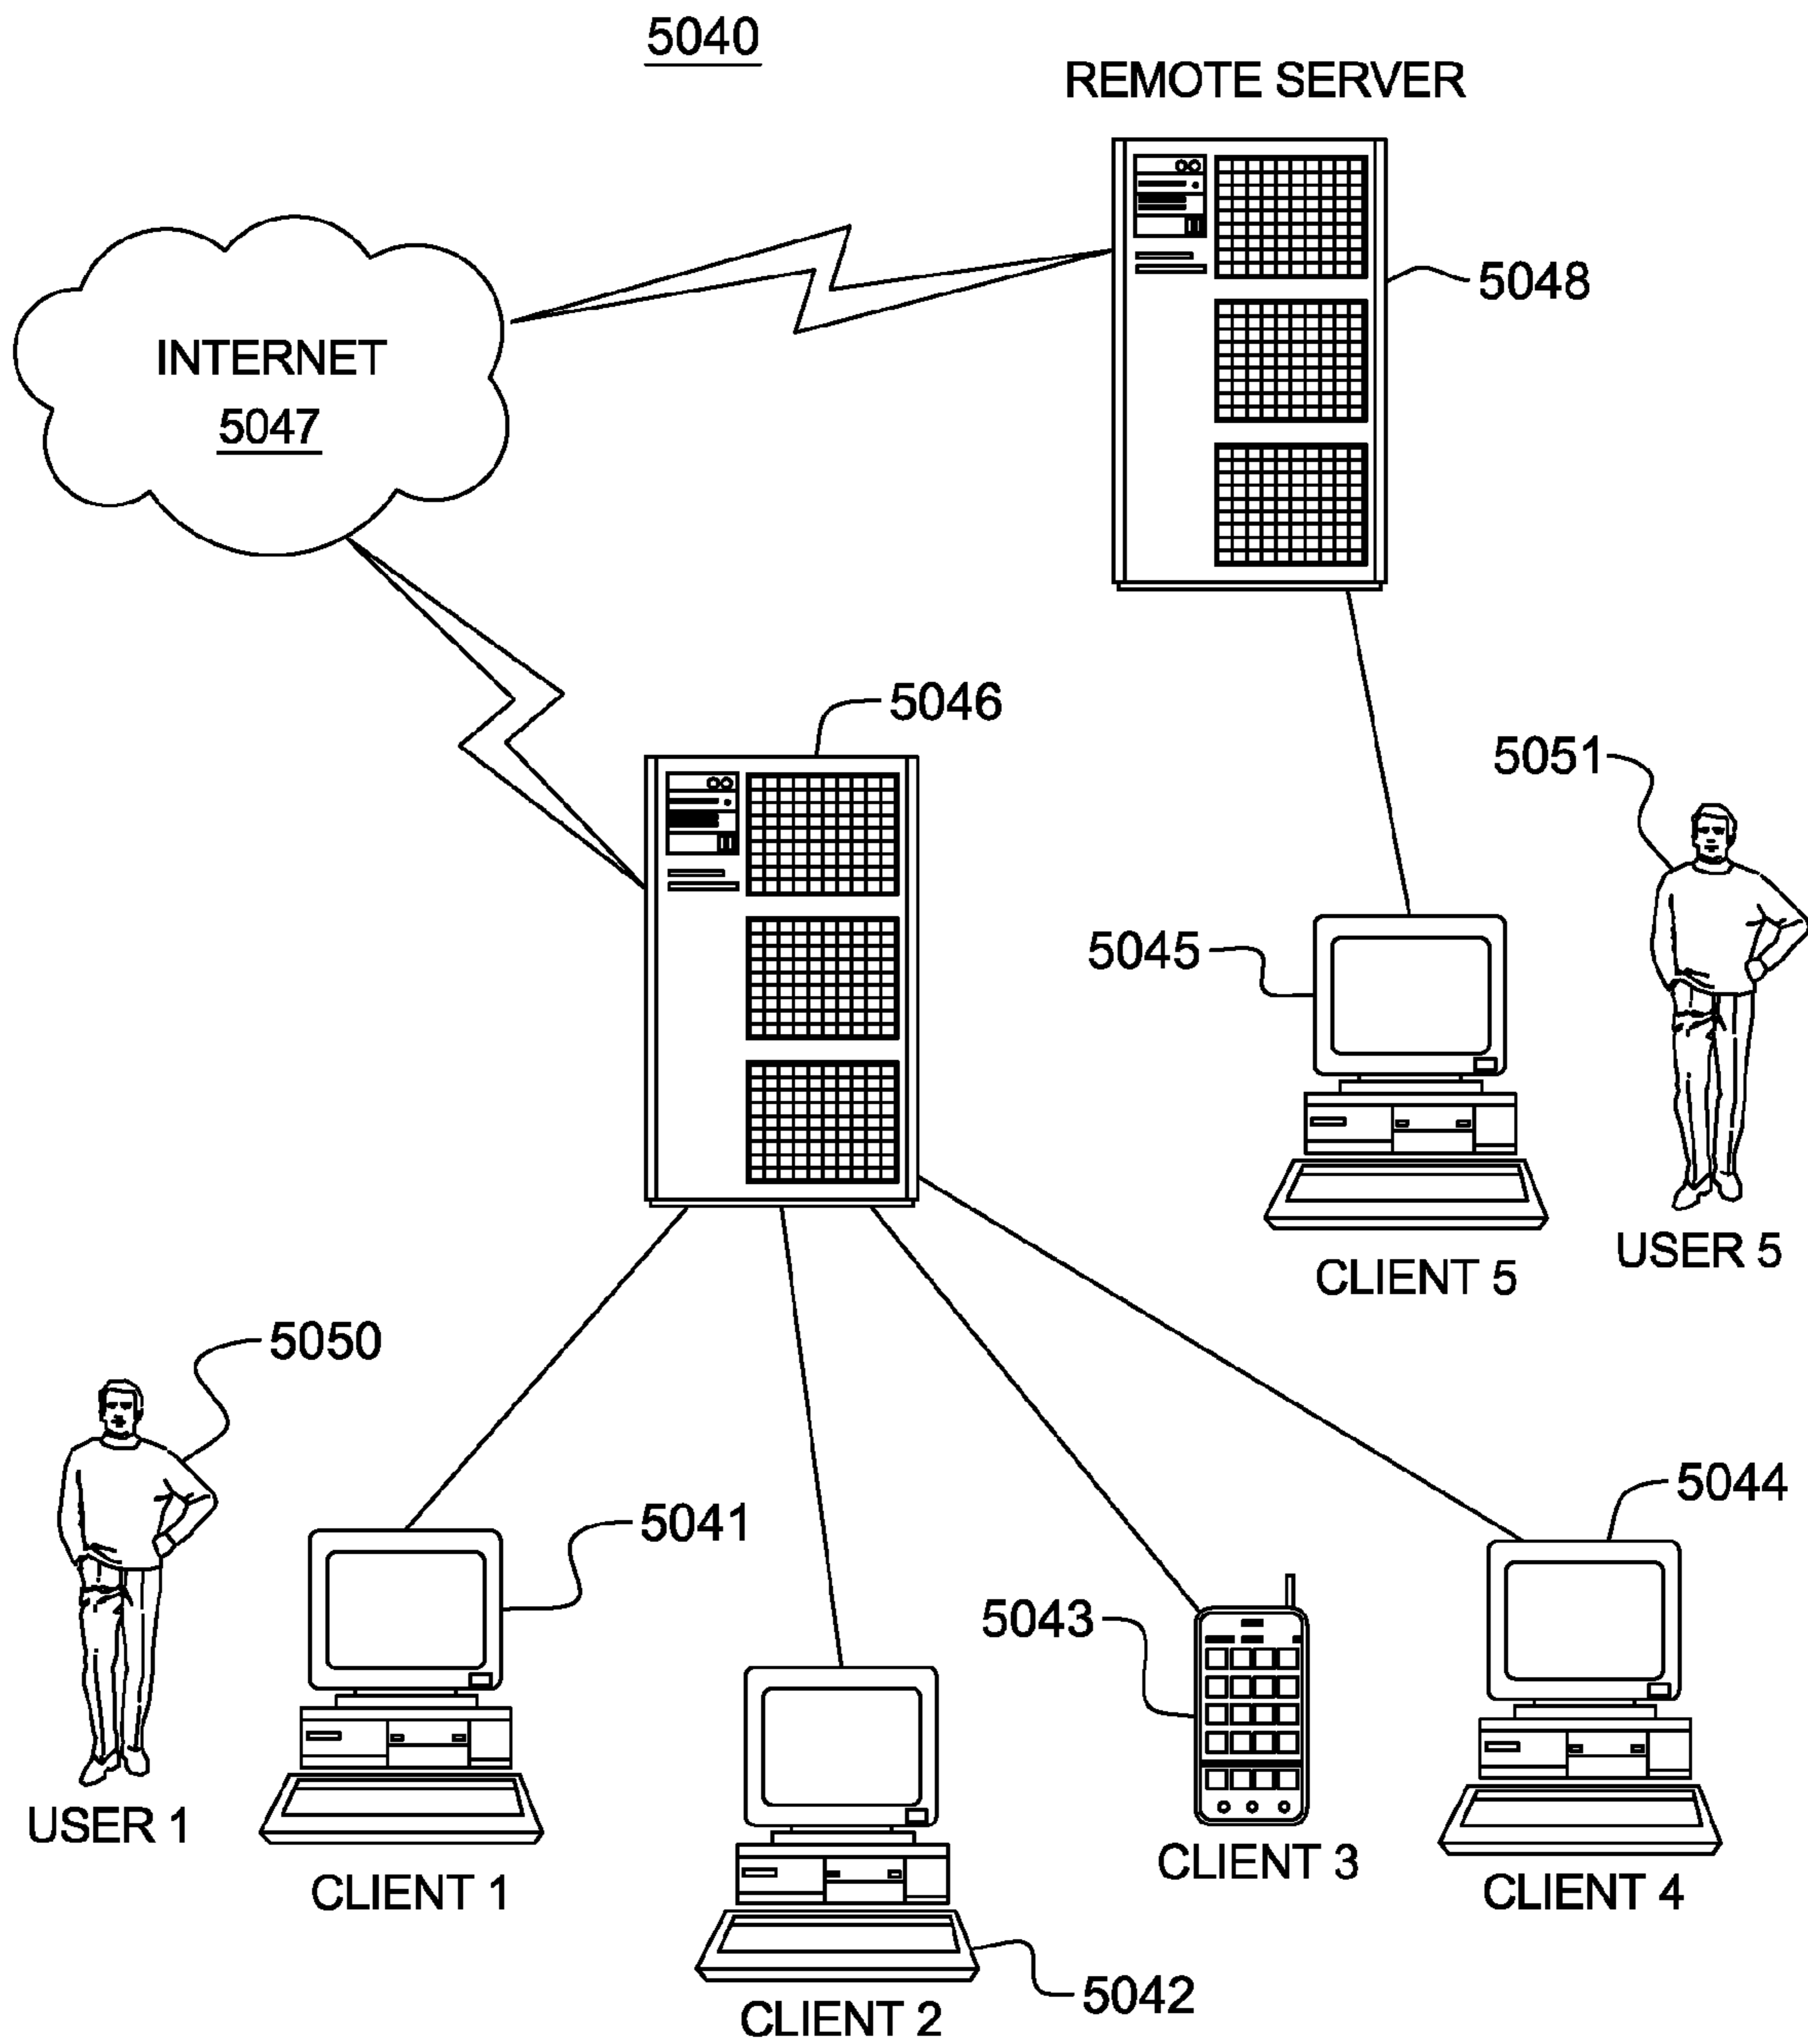 5040
REMOTE SERVER
5048
INTERNET
5047
5046
5051
5045
CLIENT 5
USER 5
5050
5041
5044
5043
USER 1
CLIENT 1
CLIENT 3
CLIENT 4
5042
CLIENT 2